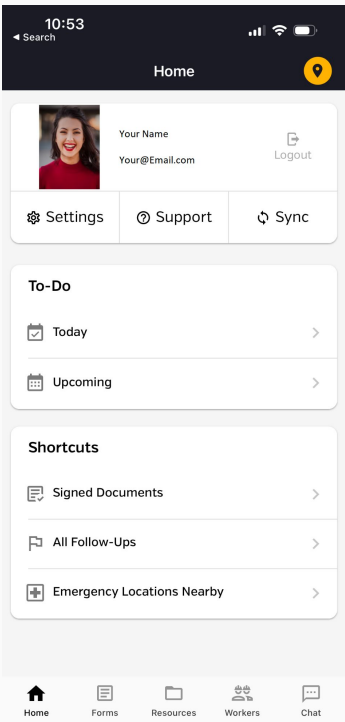 10:53
◀ Search
Home
Your Name
Your@Email.com
Logout
Settings
Support
Sync
To-Do
Today
Upcoming
Shortcuts
Signed Documents
All Follow-Ups
Emergency Locations Nearby
Home
Forms
Resources
Workers
Chat